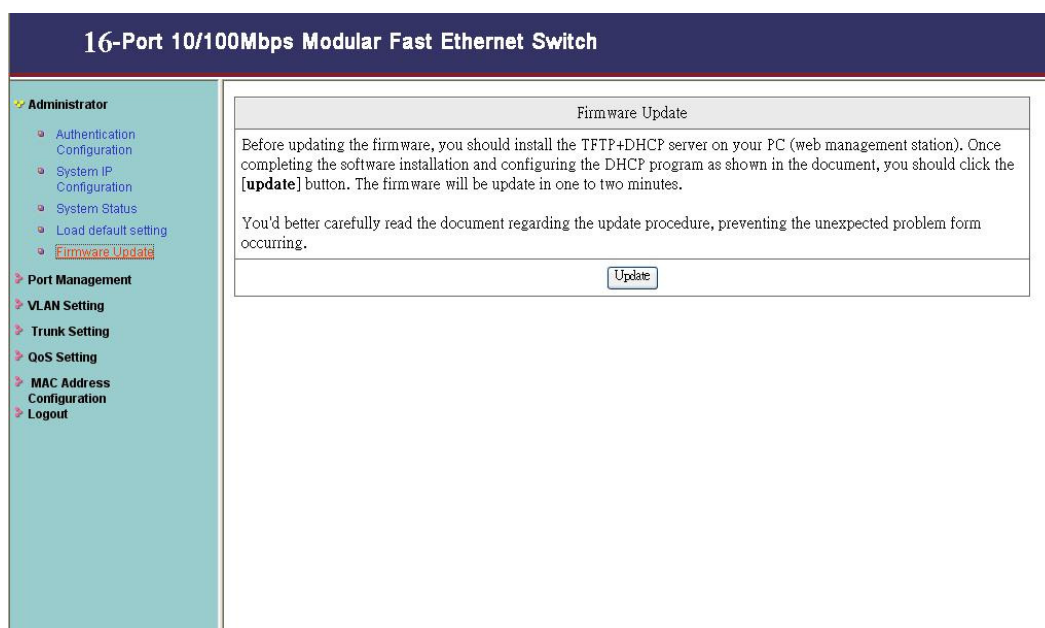 16-Port 10/100Mbps Modular Fast Ethernet Switch
Administrator
Authentication
Configuration
System IP
Configuration
System Status
Load default setting
Firmware Update
Port Management
VLAN Setting
Trunk Setting
QoS Setting
MAC Address
Configuration
Logout
Firmware Update
Before updating the firmware, you should install the TFTP+DHCP server on your PC (web management station). Once
completing the software installation and configuring the DHCP program as shown in the document, you should click the
[update] button. The firmware will be update in one to two minutes.
You'd better carefully read the document regarding the update procedure, preventing the unexpected problem form
occurring.
Update